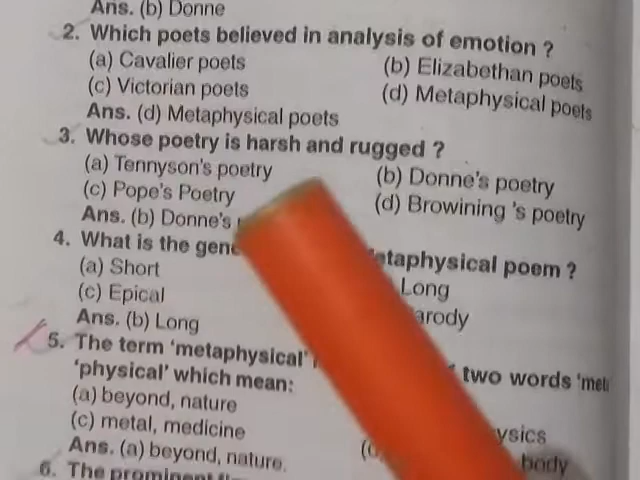 Ans. (b) Donne
2. Which poets believed in analysis of emotion ?
(a) Cavalier poets (b) Elizabethan poets
(c) Victorian poets (d) Metaphysical poets
Ans. (d) Metaphysical poets
3. Whose poetry is harsh and rugged ?
(a) Tennyson's poetry (b) Donne's poetry
(c) Pope's Poetry (d) Browining 's poetry
Ans. (b) Donne's
4. What is the gene etaphysical poem ?
(a) Short Long
(c) Epical arody
Ans. (b) Long
5. The term 'metaphysical' two words 'meta
'physical' which mean:
(a) beyond, nature
(c) metal, medicine ysics
Ans. (a) beyond, nature. body
6. The prominent